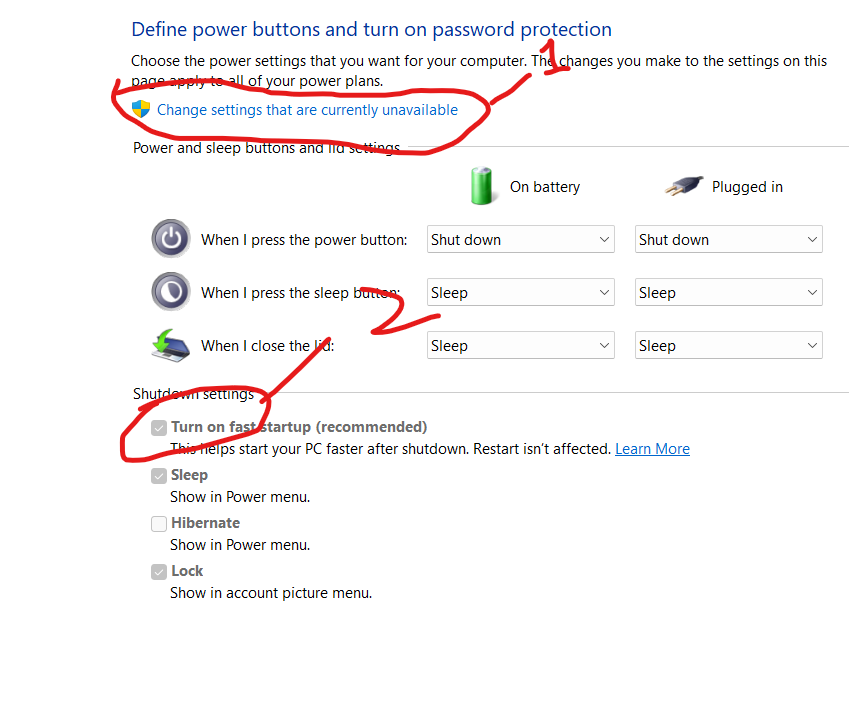 Define power buttons and turn on password protection
Choose the power settings that you want for your computer. The changes you make to the settings on this
page apply to all of your power plans.
1
Change settings that are currently unavailable
Power and sleep buttons and lid settings
On battery Plugged in
When I press the power button: Shut down Shut down
When I press the sleep button: Sleep Sleep
2
When I close the lid: Sleep Sleep
Shutdown settings
Turn on fast startup (recommended)
This helps start your PC faster after shutdown. Restart isn't affected. Learn More
Sleep
Show in Power menu.
Hibernate
Show in Power menu.
Lock
Show in account picture menu.